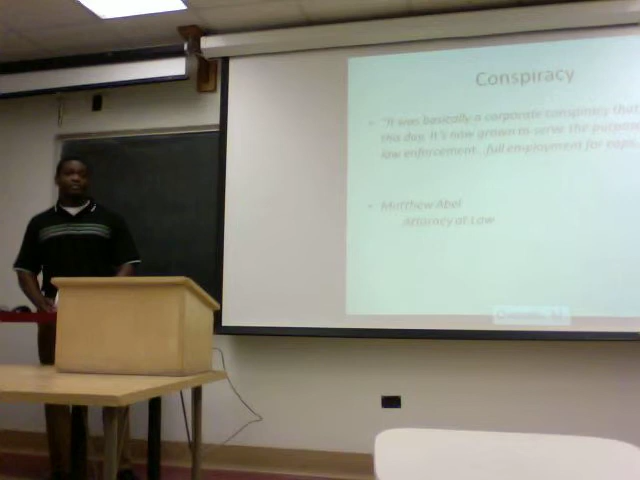 Conspiracy
• "It was basically a corporate conspiracy that
this day. It's now grown to serve the purpose
law enforcement full employment for cops.
• Matthew Abel
Attorney at Law